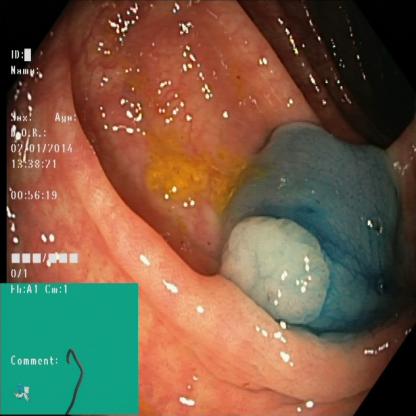 ID:
Name:
Sex: Age:
D.O.B.:
02/01/2014
13:38:21
00:56:19
0/1
Eh:A1 Cm:1
Comment: